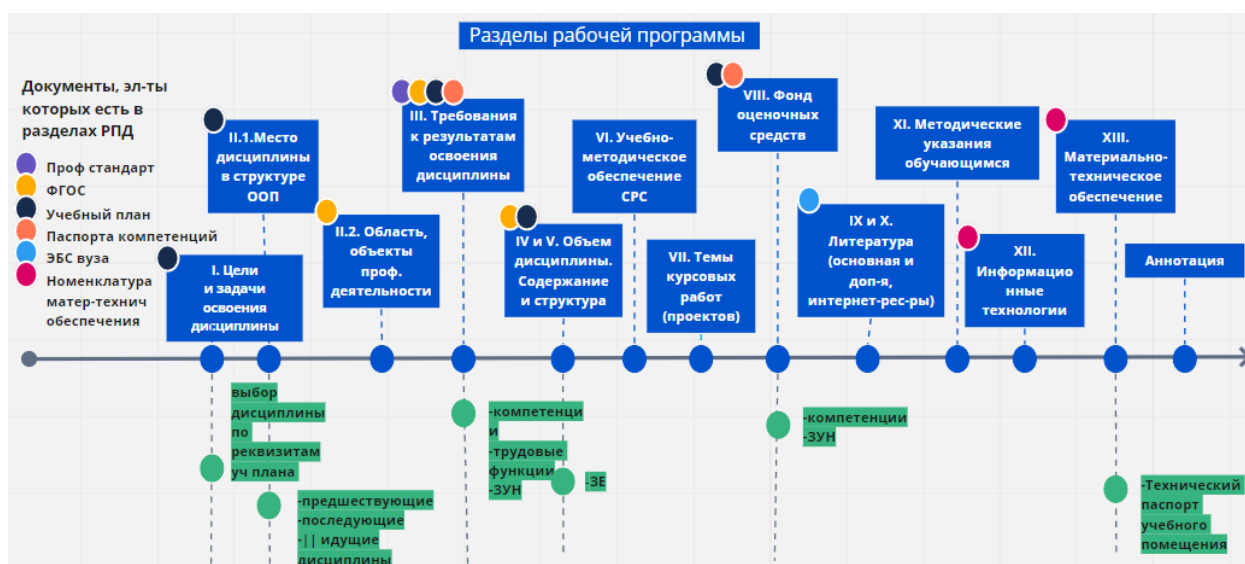 Разделы рабочей программы
Документы, эл-ты
которых есть в
разделах РПД
Проф стандарт
ФГОС
Учебный план
Паспорта компетенций
ЭБС вуза
Номенклатура
матер-технич
обеспечения
I. Цели
и задачи
освоения
дисциплины
II.1.Место
дисциплины
в структуре
ООП
II.2. Область,
объекты
проф.
деятельности
III. Требования
к результатам
освоения
дисциплины
IV и V. Объем
дисциплины.
Содержание
и структура
VI. Учебно-
методическое
обеспечение
СРС
VII. Темы
курсовых
работ
(проектов)
VIII. Фонд
оценочных
средств
IX и X.
Литература
(основная и
доп-я,
интернет-рес-ры)
XI. Методические
указания
обучающимся
XII.
Информацио
нные
технологии
XIII.
Материально-
техническое
обеспечение
Аннотация
выбор
дисциплины
по
реквизитам
уч плана
-предшествующие
-последующие
-|| идущие
дисциплины
-компетенци
и
-трудовые
функции
-ЗУН
-ЗЕ
-компетенции
-ЗУН
-Технический
паспорт
учебного
помещения